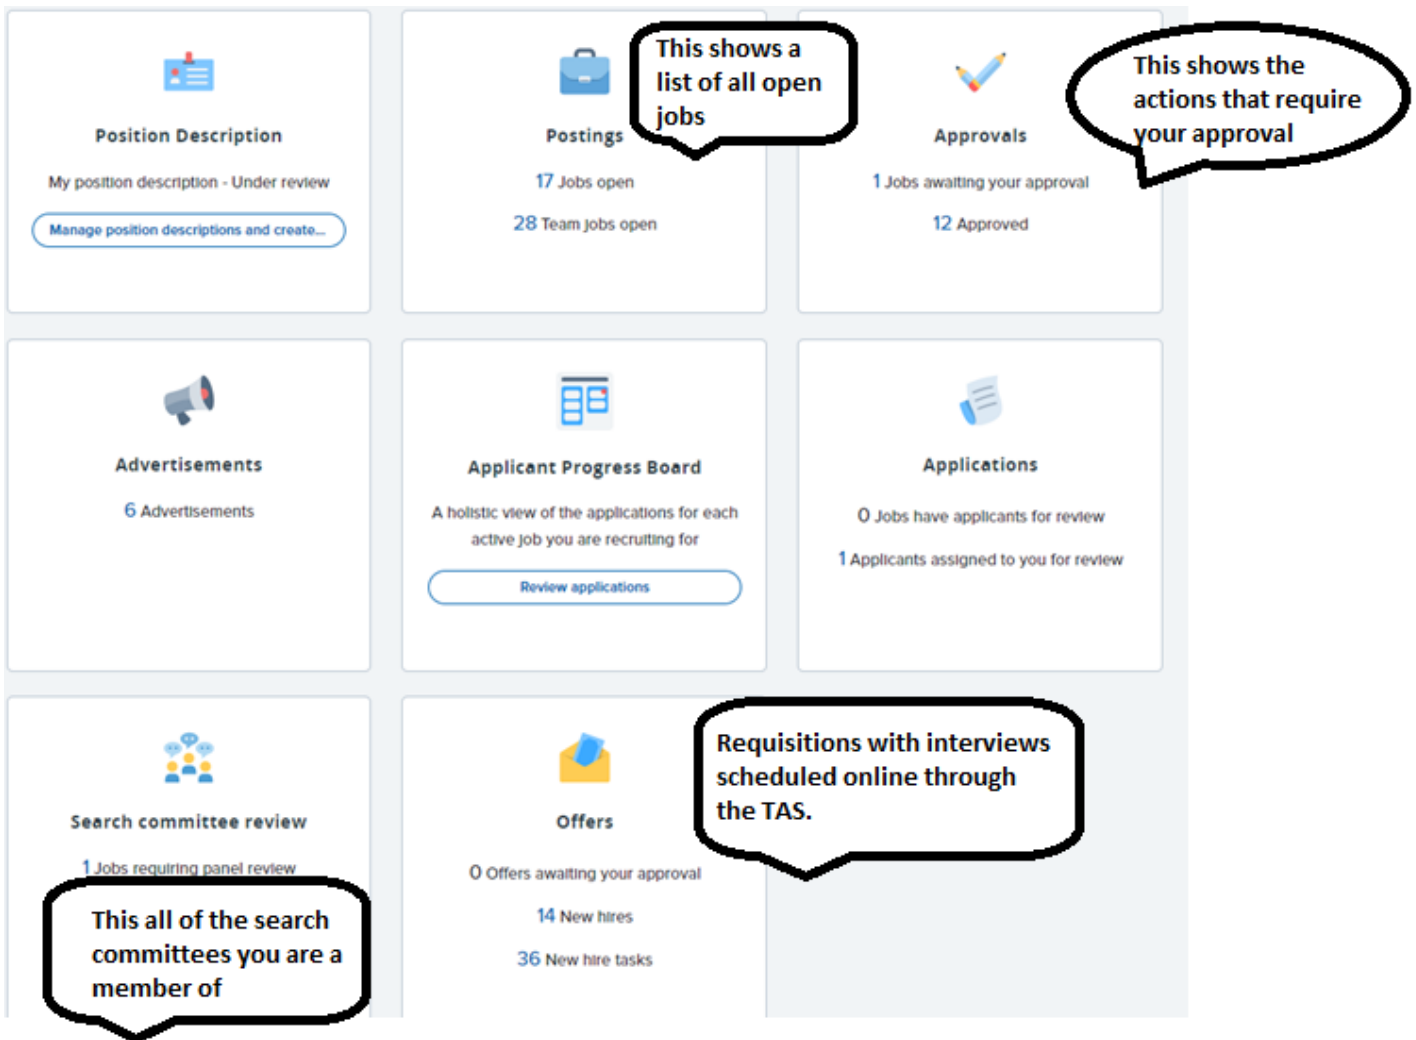 Position Description
My position description - Under review
Manage position descriptions and create...
Postings
17 Jobs open
28 Team jobs open
This shows a
list of all open
jobs
Approvals
1 Jobs awaiting your approval
12 Approved
This shows the
actions that require
your approval
Advertisements
6 Advertisements
Applicant Progress Board
A holistic view of the applications for each
active job you are recruiting for
Review applications
Applications
0 Jobs have applicants for review
1 Applicants assigned to you for review
Search committee review
1 Jobs requiring panel review
This all of the search
committees you are a
member of
Offers
0 Offers awaiting your approval
14 New hires
36 New hire tasks
Requisitions with interviews
scheduled online through
the TAS.